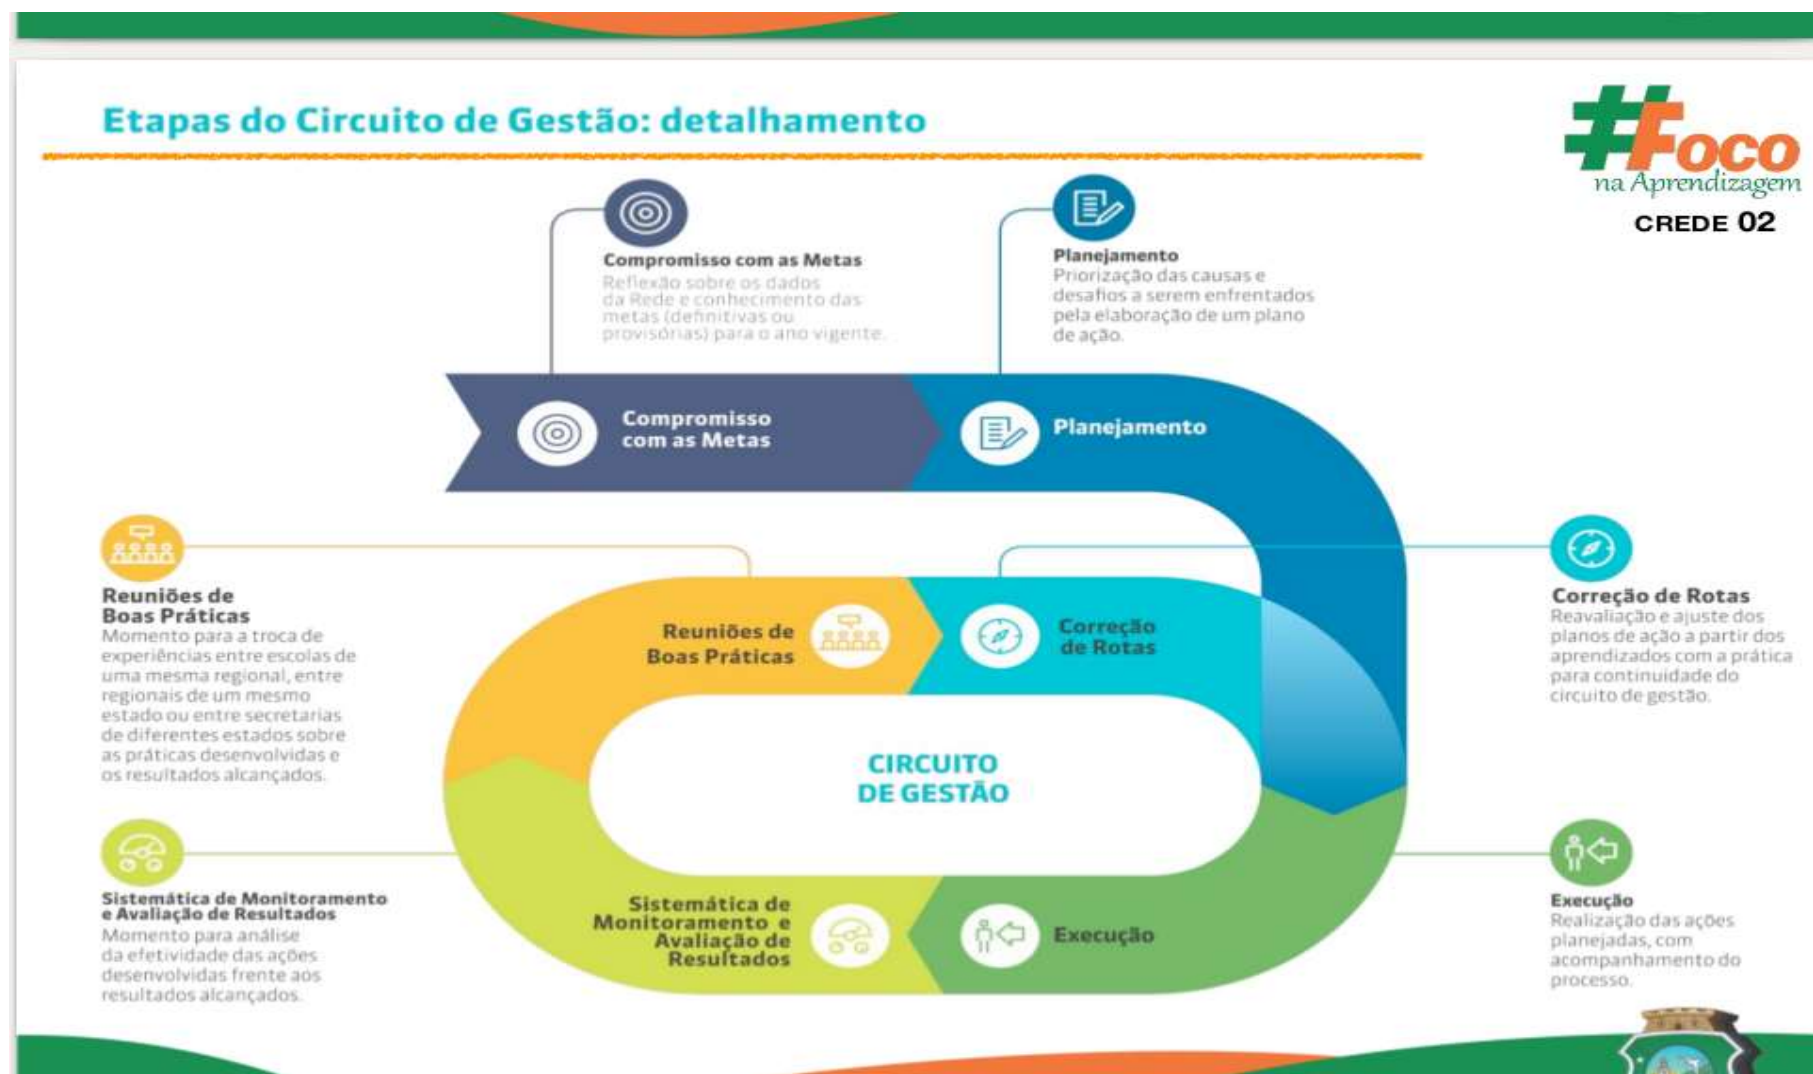 Etapas do Circuito de Gestão: detalhamento
#Foco
na Aprendizagem
CREDE 02
Compromisso com as Metas
Reflexão sobre os dados
da Rede e conhecimento das
metas (definitivas ou
provisórias) para o ano vigente.
Planejamento
Priorização das causas e
desafios a serem enfrentados
pela elaboração de um plano
de ação.
Compromisso
com as Metas
Planejamento
Reuniões de
Boas Práticas
Momento para a troca de
experiências entre escolas de
uma mesma regional, entre
regionais de um mesmo
estado ou entre secretarias
de diferentes estados sobre
as práticas desenvolvidas e
os resultados alcançados.
Reuniões de
Boas Práticas
Correção
de Rotas
Correção de Rotas
Reavaliação e ajuste dos
planos de ação a partir dos
aprendizados com a prática
para continuidade do
circuito de gestão.
CIRCUITO
DE GESTÃO
Sistemática de Monitoramento
e Avaliação de Resultados
Momento para análise
da efetividade das ações
desenvolvidas frente aos
resultados alcançados.
Sistemática de
Monitoramento e
Avaliação de
Resultados
Execução
Execução
Realização das ações
planejadas, com
acompanhamento do
processo.